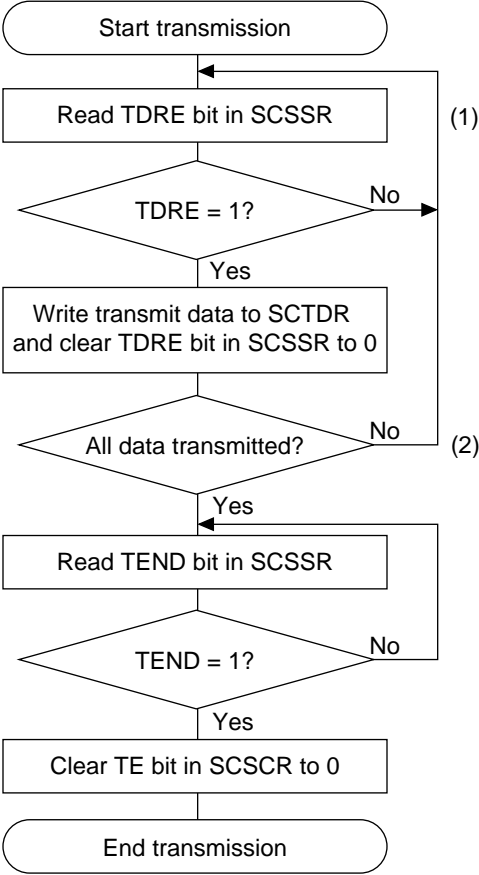 Start transmission
Read TDRE bit in SCSSR
(1)
TDRE = 1?
No
Yes
Write transmit data to SCTDR
and clear TDRE bit in SCSSR to 0
All data transmitted?
No
(2)
Yes
Read TEND bit in SCSSR
TEND = 1?
No
Yes
Clear TE bit in SCSCR to 0
End transmission